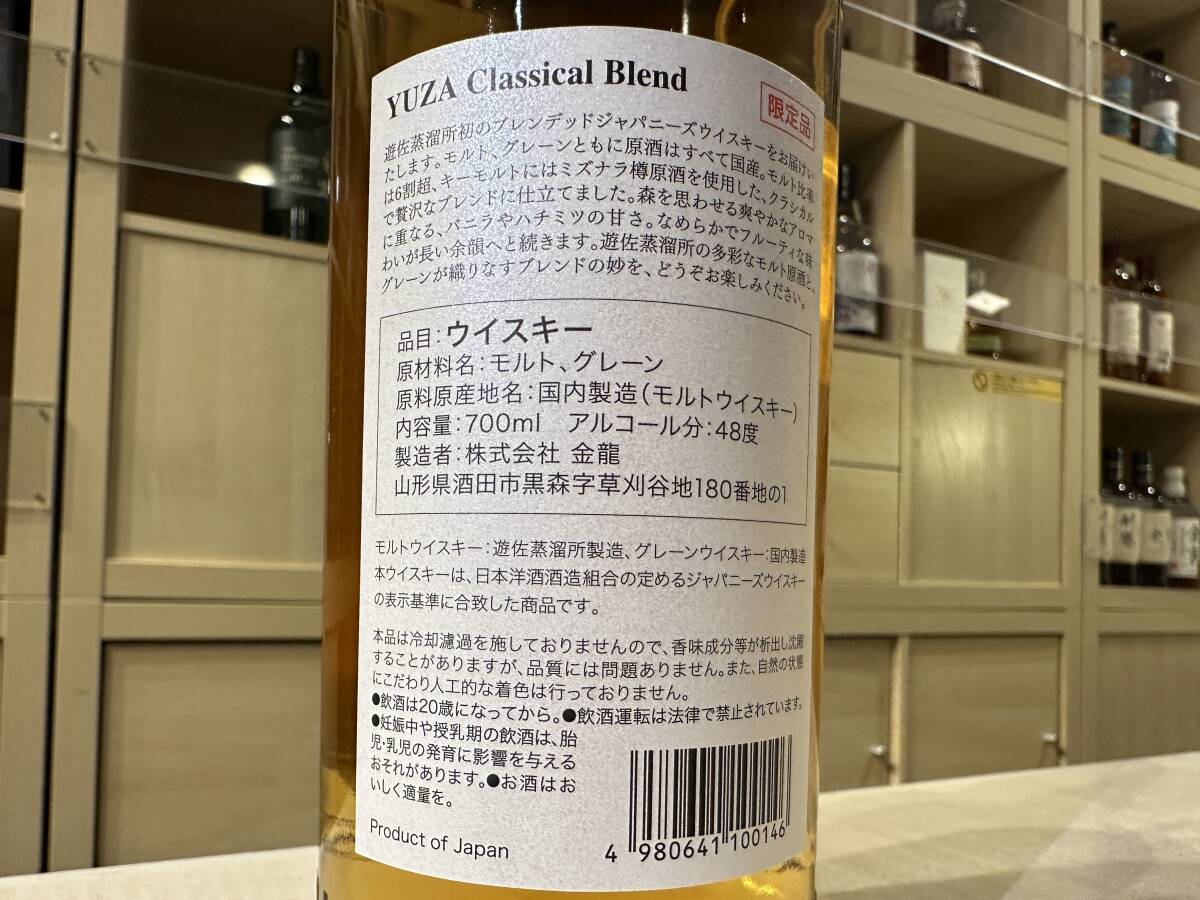 YUZA Classical Blend
限定品
遊佐蒸溜所初のブレンデッドジャパニーズウイスキーをお届けい
たします。モルト、グレーンともに原酒はすべて国産。モルト比率
は6割超、キーモルトにはミズナラ樽原酒を使用した、クラシカル
で贅沢なブレンドに仕立てました。森を思わせる爽やかなアロマ
に重なる、バニラやハチミツの甘さ。なめらかでフルーティな味
わいが長い余韻へと続きます。遊佐蒸溜所の多彩なモルト原酒と、
グレーンが織りなすブレンドの妙を、どうぞお楽しみください。
品目：ウイスキー
原材料名：モルト、グレーン
原料原産地名：国内製造（モルトウイスキー）
内容量：700ml　アルコール分：48度
製造者：株式会社 金龍
山形県酒田市黒森字草刈谷地180番地の1
モルトウイスキー：遊佐蒸溜所製造、グレーンウイスキー：国内製造
本ウイスキーは、日本洋酒酒造組合の定めるジャパニーズウイスキー
の表示基準に合致した商品です。
本品は冷却濾過を施しておりませんので、香味成分等が析出し沈殿
することがありますが、品質には問題ありません。また、自然の状態
にこだわり人工的な着色は行っておりません。
●飲酒は20歳になってから。●飲酒運転は法律で禁止されています。
●妊娠中や授乳期の飲酒は、胎
児・乳児の発育に影響を与える
おそれがあります。●お酒はお
いしく適量を。
Product of Japan
4 980641 100146